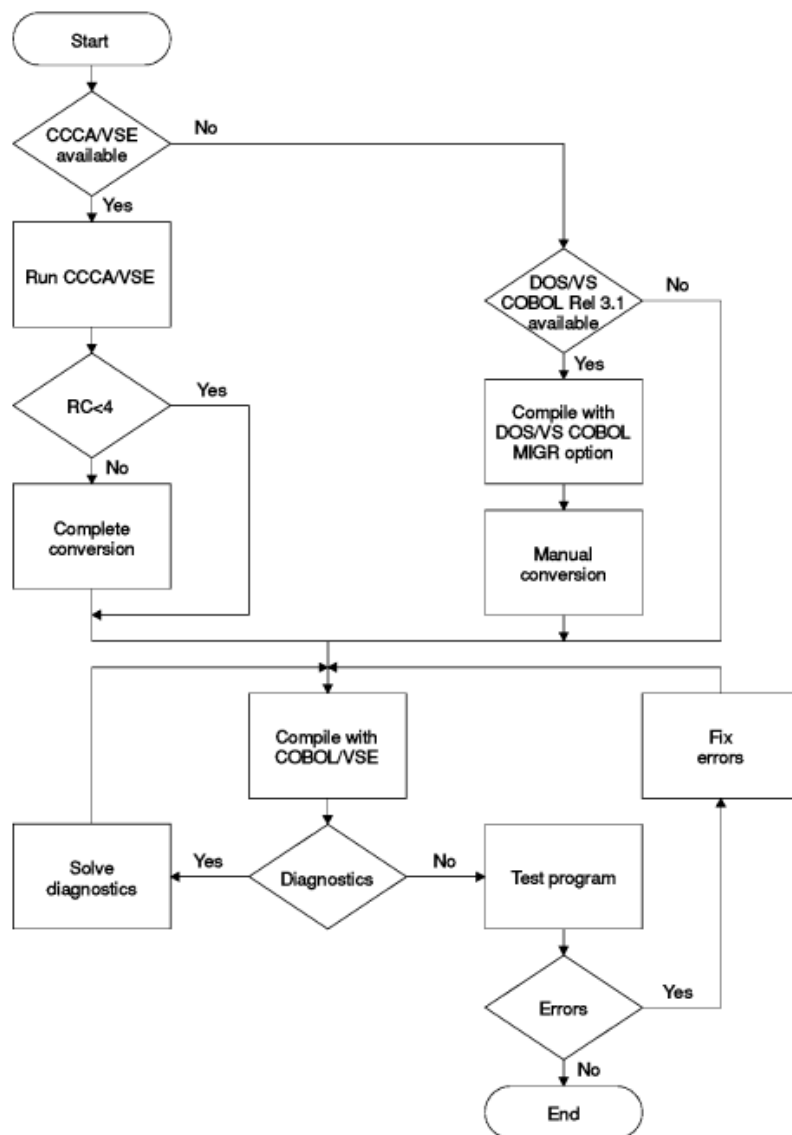 Start
CCCA/VSE
available
No
Yes
Run CCCA/VSE
DOS/VS
COBOL Rel 3.1
available
No
Yes
RC<4
Yes
No
Compile with
DOS/VS COBOL
MIGR option
Complete
conversion
Manual
conversion
Compile with
COBOL/VSE
Fix
errors
Solve
diagnostics
Yes
Diagnostics
No
Test program
Errors
Yes
No
End